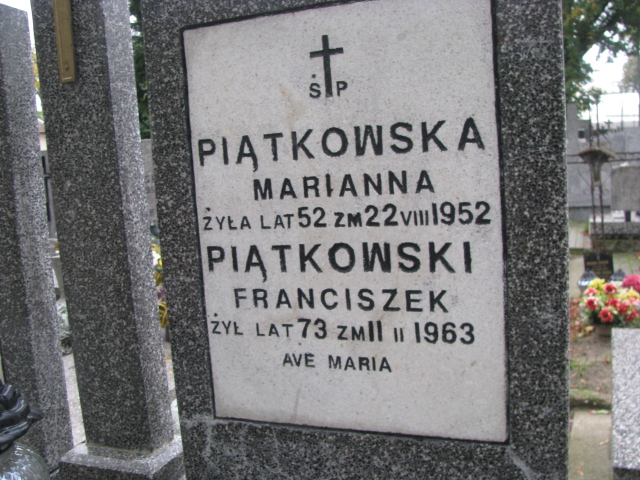 Ś P
PIĄTKOWSKA
MARIANNA
ŻYŁA LAT 52 ZM 22 VIII 1952
PIĄTKOWSKI
FRANCISZEK
ŻYŁ LAT 73 ZM 11 II 1963
AVE MARIA